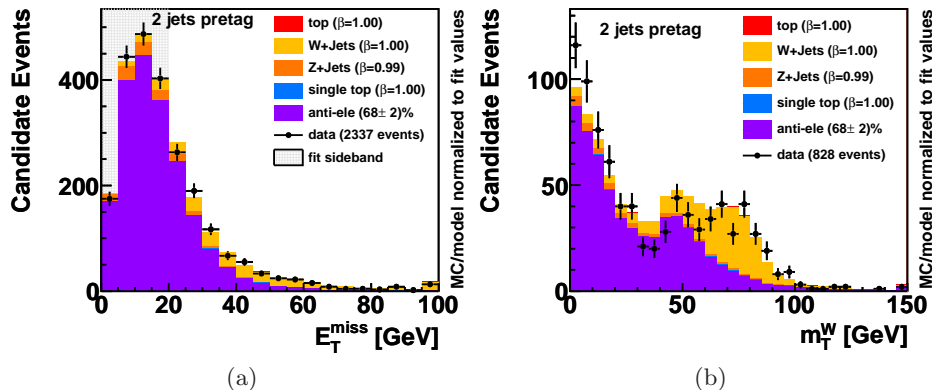 2 jets pretag
top (β=1.00)
W+Jets (β=1.00)
Z+Jets (β=0.99)
single top (β=1.00)
anti-ele (68± 2)%
data (2337 events)
fit sideband
Candidate Events
400
200
0
0 20 40 60 80 100
E_T^miss [GeV]
MC/model normalized to fit values
(a)
2 jets pretag
top (β=1.00)
W+Jets (β=1.00)
Z+Jets (β=0.99)
single top (β=1.00)
anti-ele (68± 2)%
data (828 events)
Candidate Events
100
50
0
0 50 100 150
m_T^W [GeV]
MC/model normalized to fit values
(b)